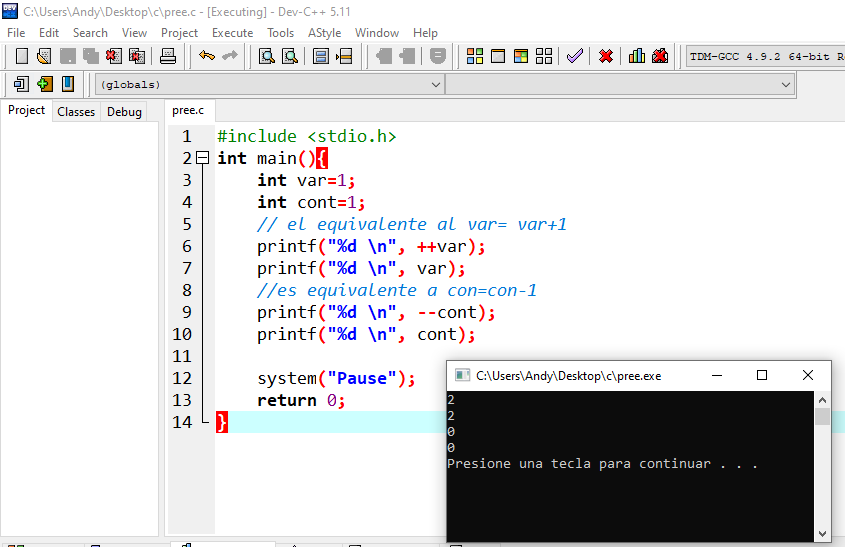 C:\Users\Andy\Desktop\c\pree.c - [Executing] - Dev-C++ 5.11
File Edit Search View Project Execute Tools AStyle Window Help
TDM-GCC 4.9.2 64-bit Re
(globals)
Project Classes Debug pree.c
1 #include <stdio.h>
2 int main(){
3 int var=1;
4 int cont=1;
5 // el equivalente al var= var+1
6 printf("%d \n", ++var);
7 printf("%d \n", var);
8 //es equivalente a con=con-1
9 printf("%d \n", --cont);
10 printf("%d \n", cont);
11
12 system("Pause");
13 return 0;
14 }
C:\Users\Andy\Desktop\c\pree.exe
2
2
0
0
Presione una tecla para continuar . . .